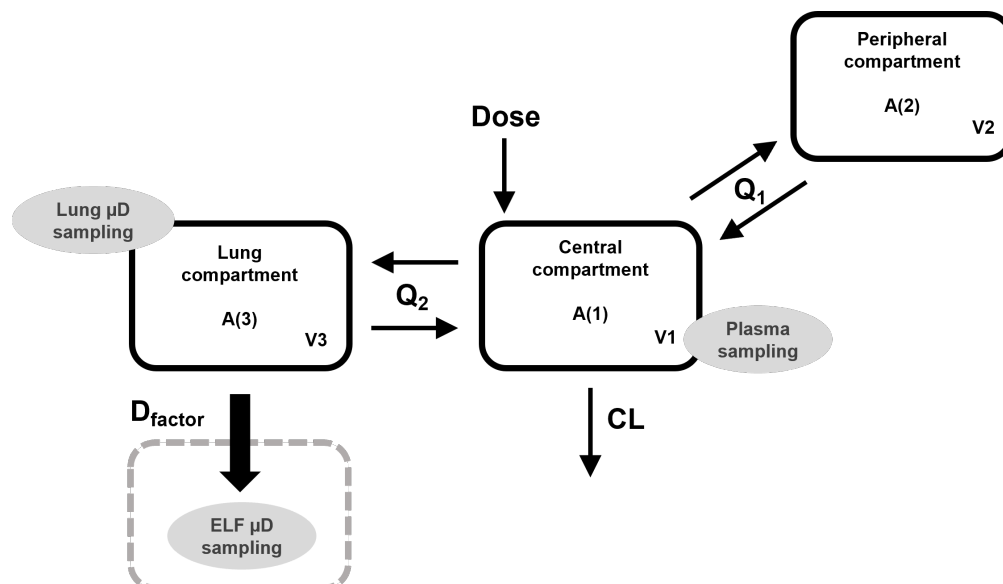 Peripheral
compartment
A(2)
V2
Dose
Q1
Lung µD
sampling
Lung
compartment
A(3)
V3
Q2
Central
compartment
A(1)
V1
Plasma
sampling
Dfactor
CL
ELF µD
sampling